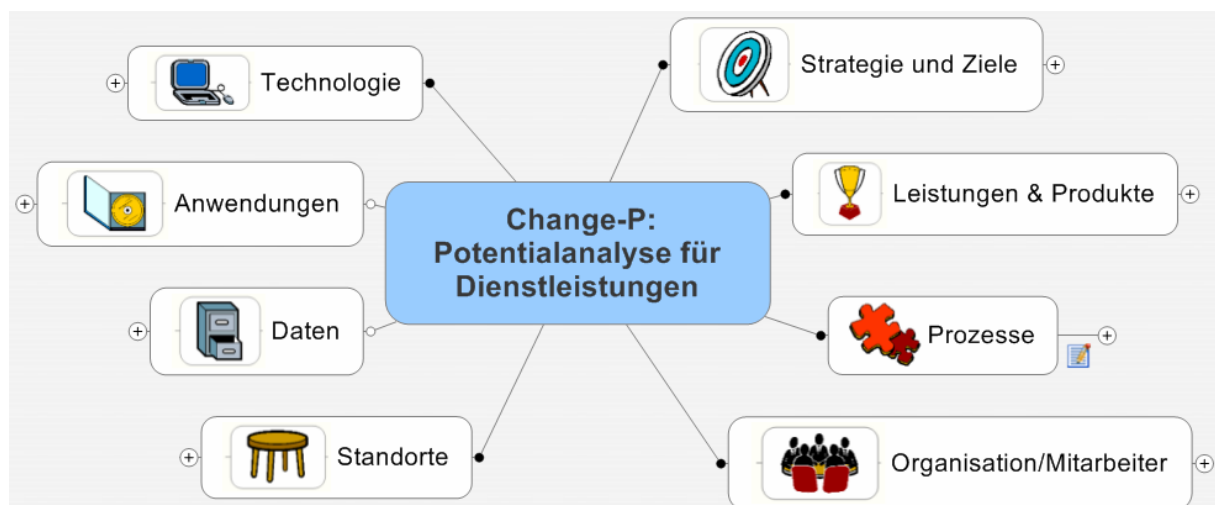 Technologie
Strategie und Ziele
Anwendungen
Leistungen & Produkte
Change-P:
Potentialanalyse für
Dienstleistungen
Daten
Prozesse
Standorte
Organisation/Mitarbeiter